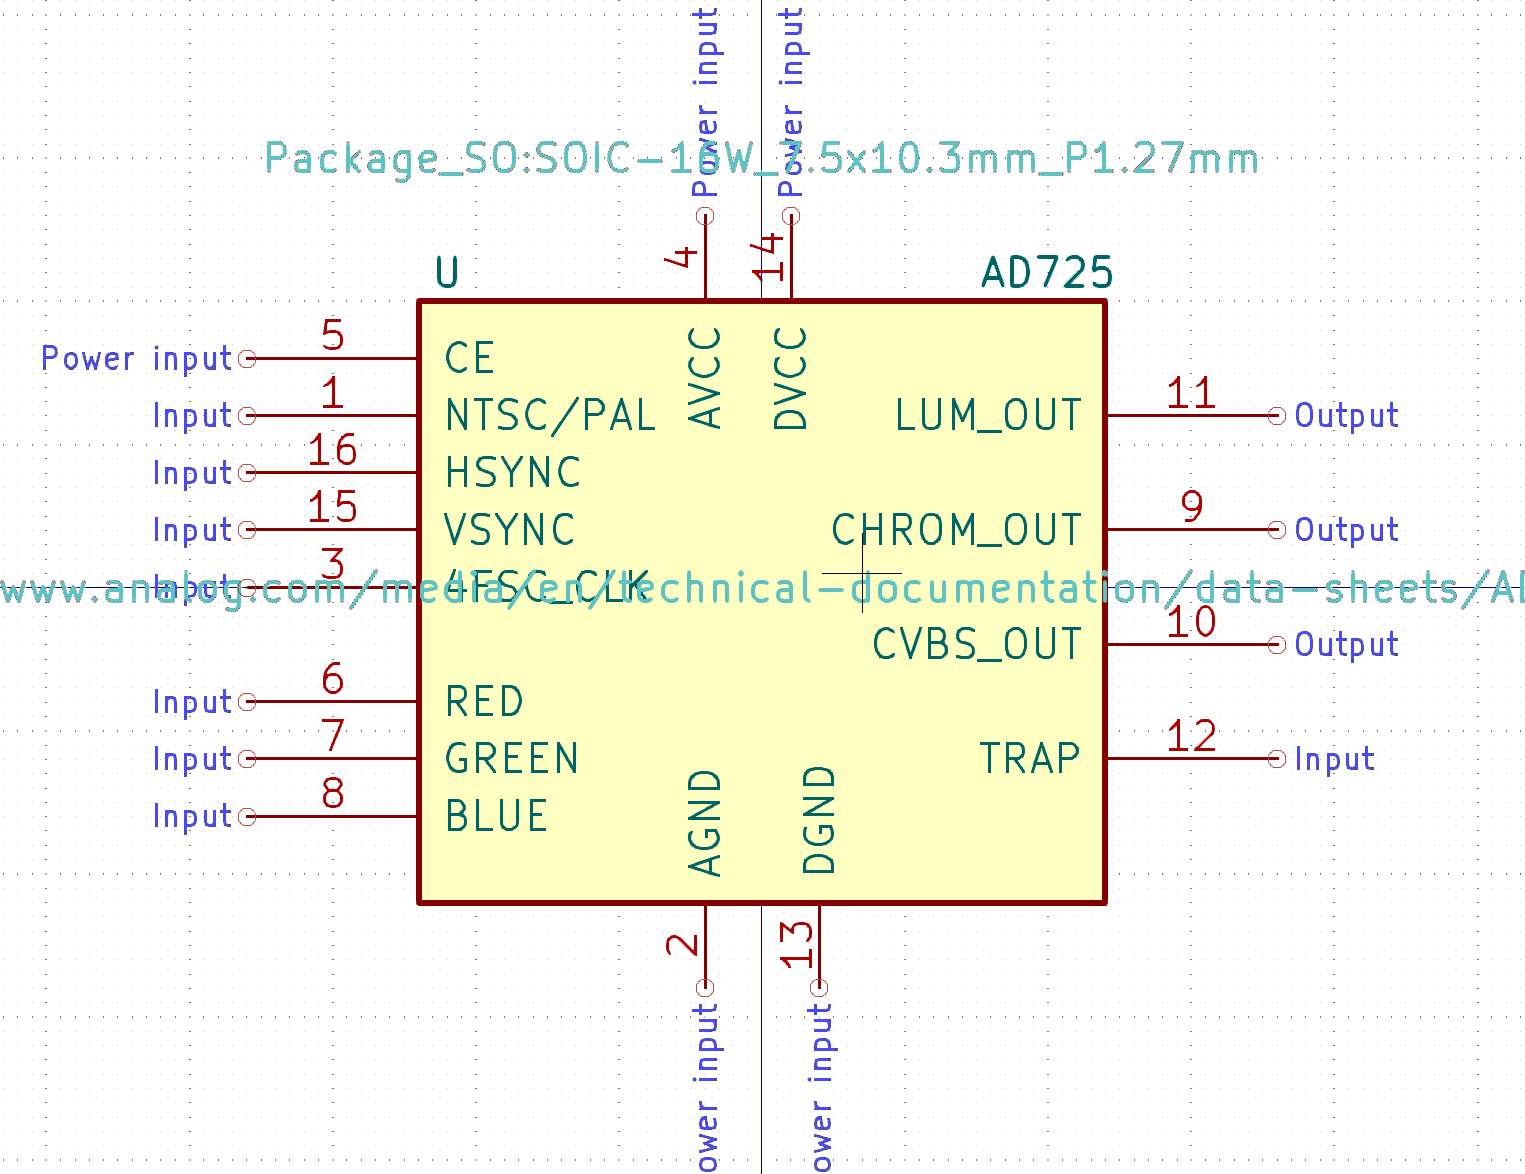 Power input
Power input
Package_SO:SOIC-16W_7.5x10.3mm_P1.27mm
4
14
U
AD725
Power input 5 CE
AVCC
DVCC
Input 1 NTSC/PAL
LUM_OUT 11 Output
Input 16 HSYNC
Input 15 VSYNC
CHROM_OUT 9 Output
Input 3 4FSC_CLK
www.analog.com/media/en/technical-documentation/data-sheets/AD
CVBS_OUT 10 Output
Input 6 RED
Input 7 GREEN
TRAP 12 Input
Input 8 BLUE
AGND
DGND
2
13
ower input
ower input